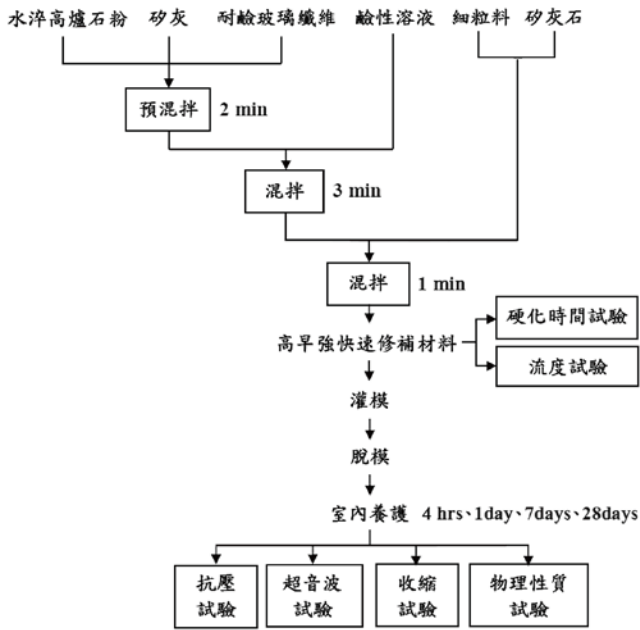 水淬高爐石粉 矽灰 耐鹼玻璃纖維 鹼性溶液 細粒料 矽灰石
預混拌 2 min
混拌 3 min
混拌 1 min
硬化時間試驗
高早強快速修補材料
流度試驗
灌模
脫模
室內養護 4 hrs、1day、7days、28days
抗壓 超音波 收縮 物理性質
試驗 試驗 試驗 試驗